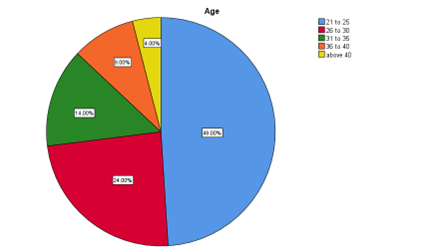 Age
21 to 25
26 to 30
31 to 35
36 to 40
above 40
4.00%
9.00%
14.00%
49.00%
24.00%